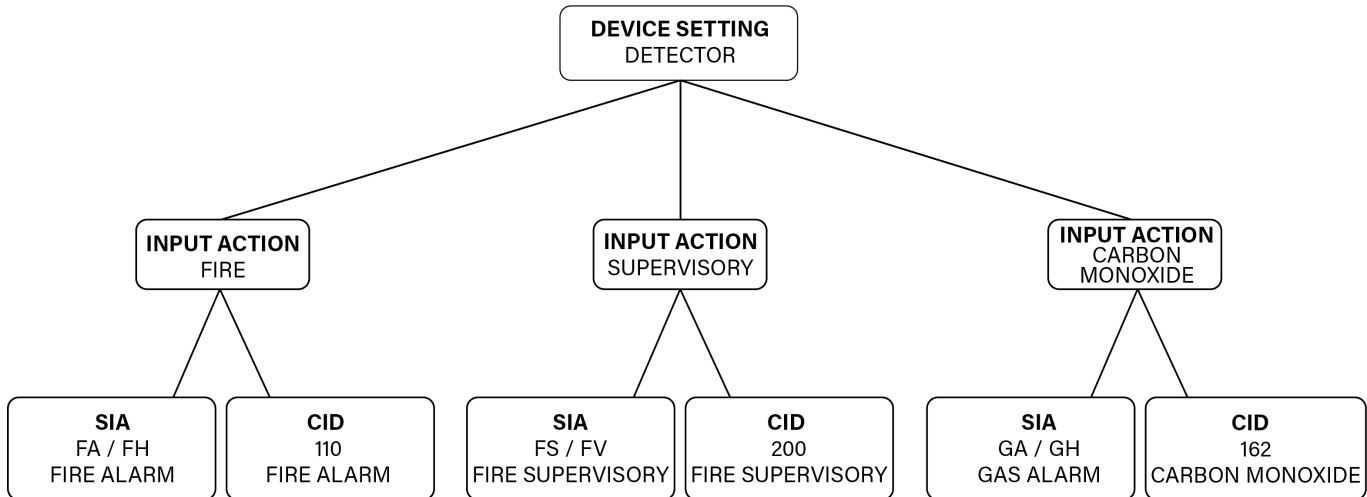 DEVICE SETTING
DETECTOR
INPUT ACTION
FIRE
INPUT ACTION
SUPERVISORY
INPUT ACTION
CARBON
MONOXIDE
SIA
FA / FH
FIRE ALARM
CID
110
FIRE ALARM
SIA
FS / FV
FIRE SUPERVISORY
CID
200
FIRE SUPERVISORY
SIA
GA / GH
GAS ALARM
CID
162
CARBON MONOXIDE